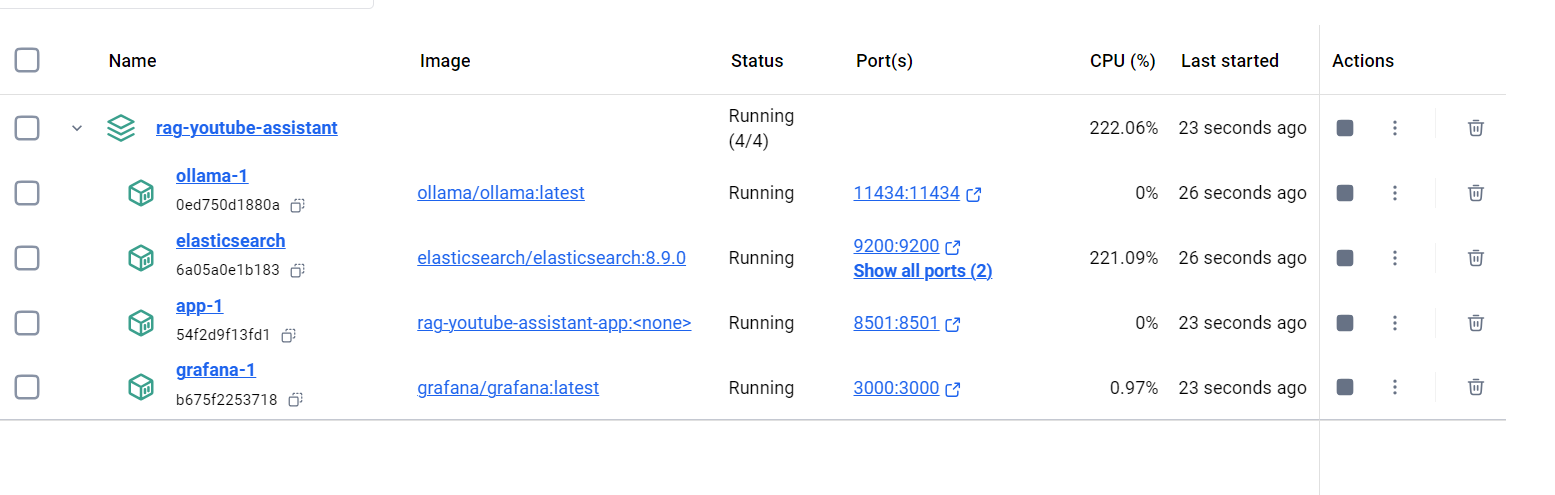 Name Image Status Port(s) CPU (%) Last started Actions
rag-youtube-assistant Running (4/4) 222.06% 23 seconds ago
ollama-1
0ed750d1880a ollama/ollama:latest Running 11434:11434 0% 26 seconds ago
elasticsearch
6a05a0e1b183 elasticsearch/elasticsearch:8.9.0 Running 9200:9200 221.09% 26 seconds ago
Show all ports (2)
app-1
54f2d9f13fd1 rag-youtube-assistant-app:<none> Running 8501:8501 0% 23 seconds ago
grafana-1
b675f2253718 grafana/grafana:latest Running 3000:3000 0.97% 23 seconds ago